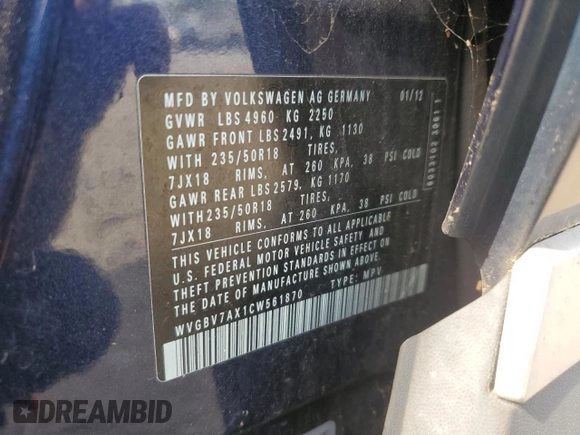 MFD BY VOLKSWAGEN AG GERMANY 01/12
GVWR LBS 4960 KG 2250
GAWR FRONT LBS 2491, KG 1130
WITH 235/50R18 TIRES,
7JX18 RIMS, AT 260 KPA, 38 PSI COLD
GAWR REAR LBS 2579, KG 1170
WITH 235/50R18 TIRES,
7JX18 RIMS, AT 260 KPA, 38 PSI COLD
THIS VEHICLE CONFORMS TO ALL APPLICABLE
U.S. FEDERAL MOTOR VEHICLE SAFETY AND
THEFT PREVENTION STANDARDS IN EFFECT ON
THE DATE OF MANUFACTURE SHOWN ABOVE.
WVGBV7AX1CW561870 TYPE: MPV
DREAMBID